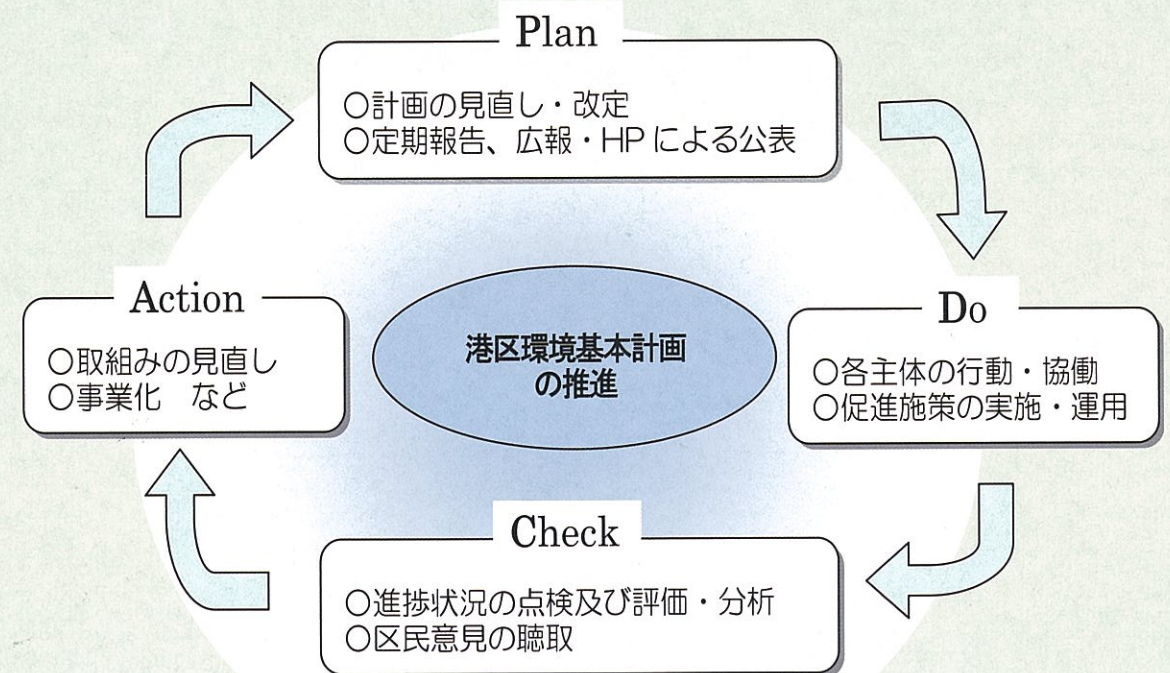 Plan
○計画の見直し・改定
○定期報告、広報・HPによる公表
Action
○取組みの見直し
○事業化　など
港区環境基本計画
の推進
Do
○各主体の行動・協働
○促進施策の実施・運用
Check
○進捗状況の点検及び評価・分析
○区民意見の聴取